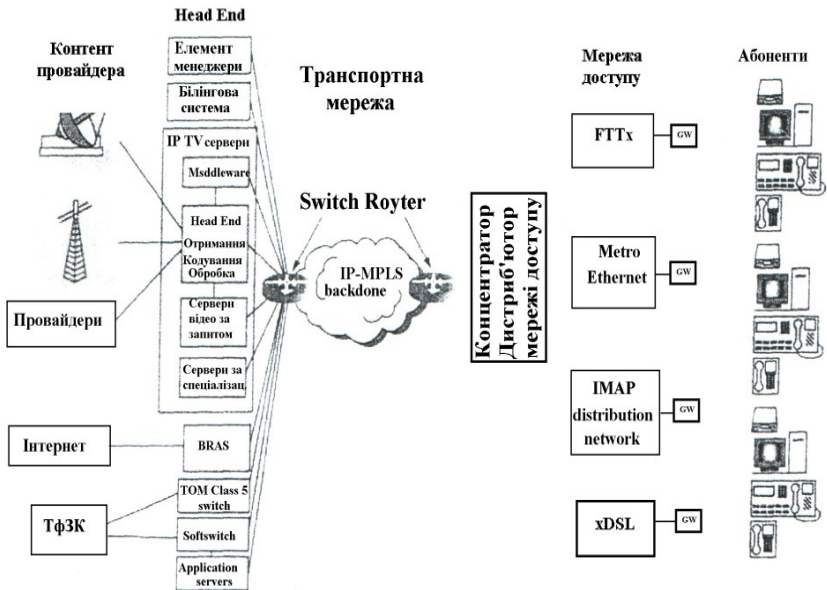 Head End
Контент
провайдера
Елемент
менеджери
Білінгова
система
IP TV сервери
Msddleware
Head End
Отримання
Кодування
Обробка
Сервери
відео за
запитом
Сервери за
спеціалізац.
Провайдери
Інтернет
BRAS
ТфЗК
TOM Class 5
switch
Softswitch
Application
servers
Транспортна
мережа
Switch Royter
IP-MPLS
backdone
Концентратор
Дистриб'ютор
мережі доступу
Мережа
доступу
FTTx
GW
Metro
Ethernet
GW
IMAP
distribution
network
GW
xDSL
GW
Абоненти